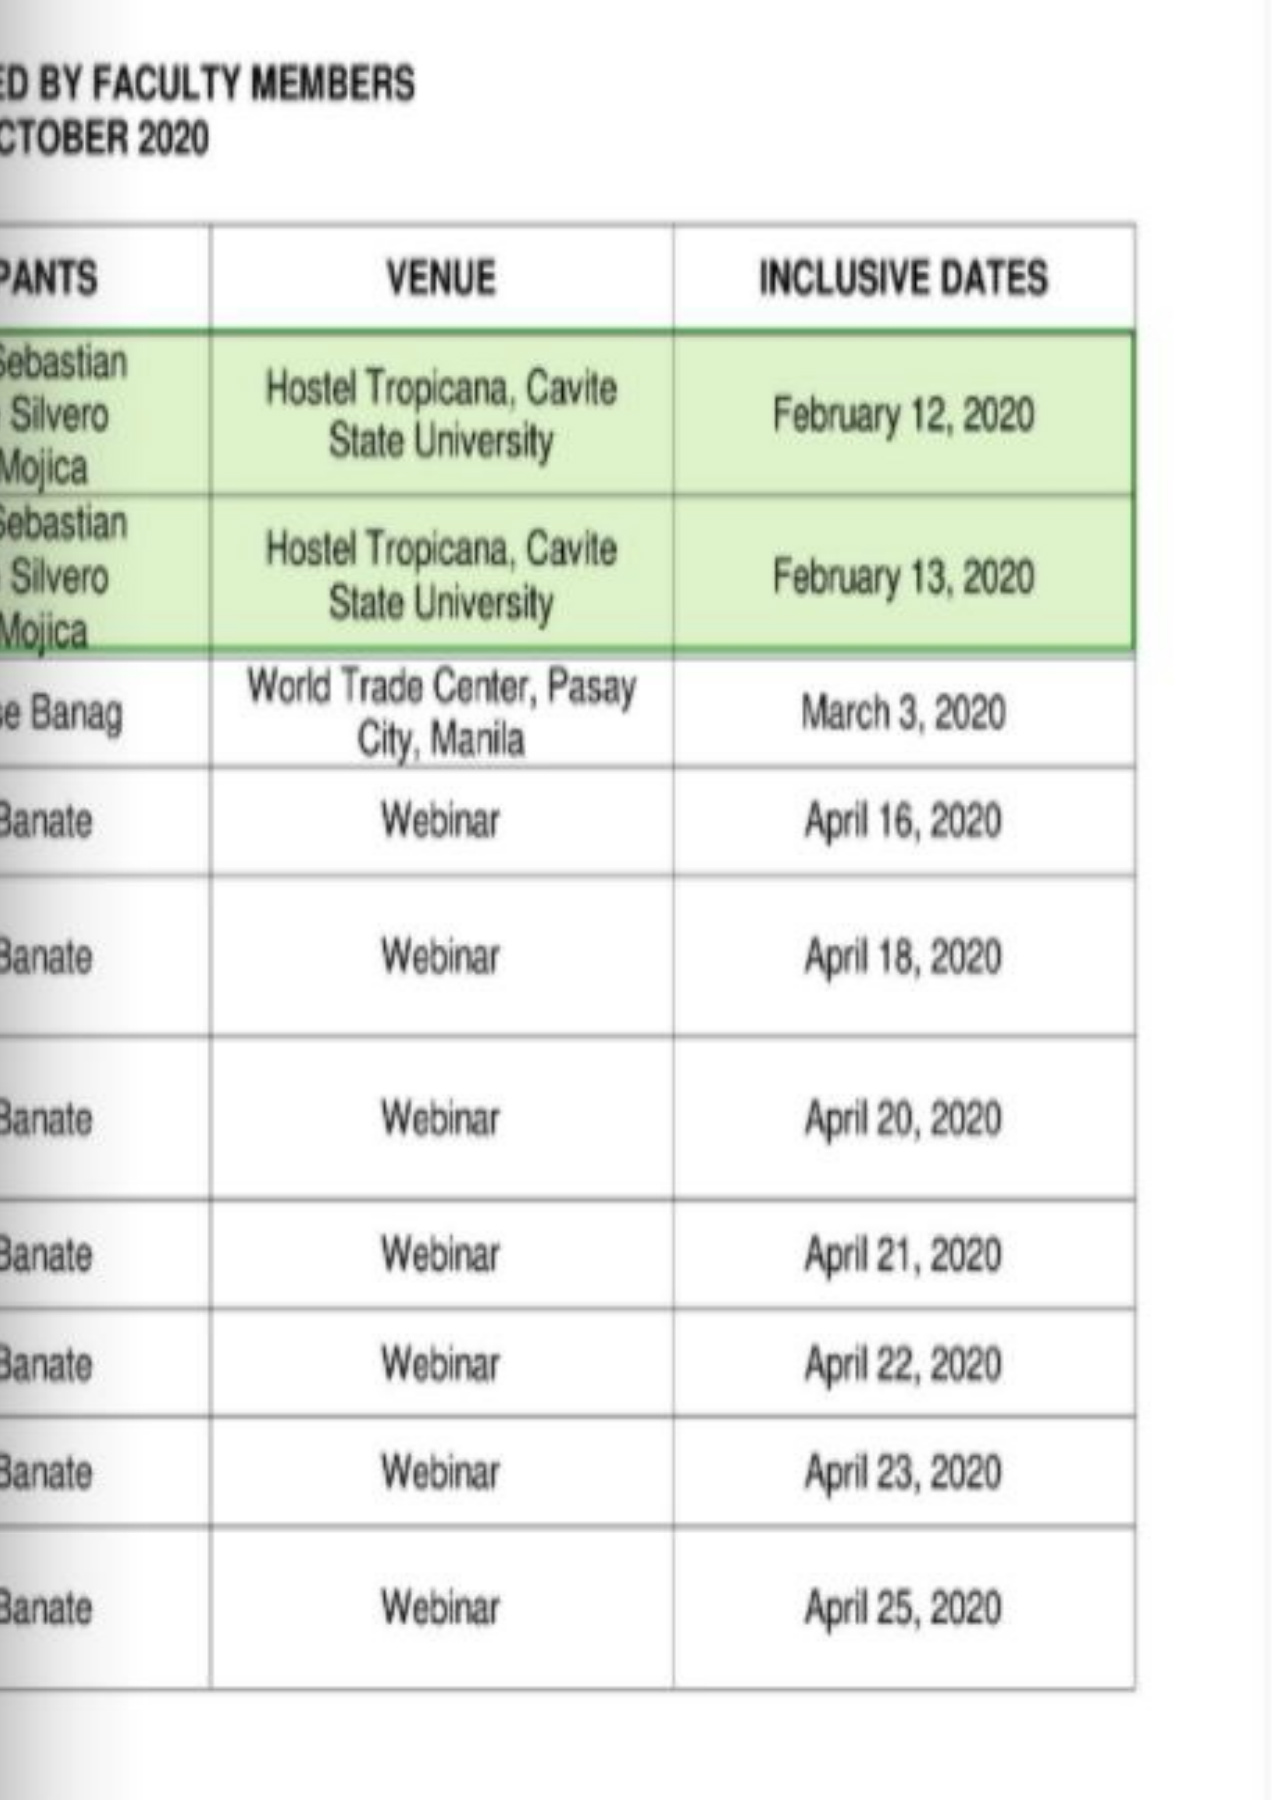 ED BY FACULTY MEMBERS
CTOBER 2020
PANTS VENUE INCLUSIVE DATES
Sebastian
Silvero
Mojica
Hostel Tropicana, Cavite
State University
February 12, 2020
Sebastian
Silvero
Mojica
Hostel Tropicana, Cavite
State University
February 13, 2020
se Banag
World Trade Center, Pasay
City, Manila
March 3, 2020
Banate Webinar April 16, 2020
Banate Webinar April 18, 2020
Banate Webinar April 20, 2020
Banate Webinar April 21, 2020
Banate Webinar April 22, 2020
Banate Webinar April 23, 2020
Banate Webinar April 25, 2020